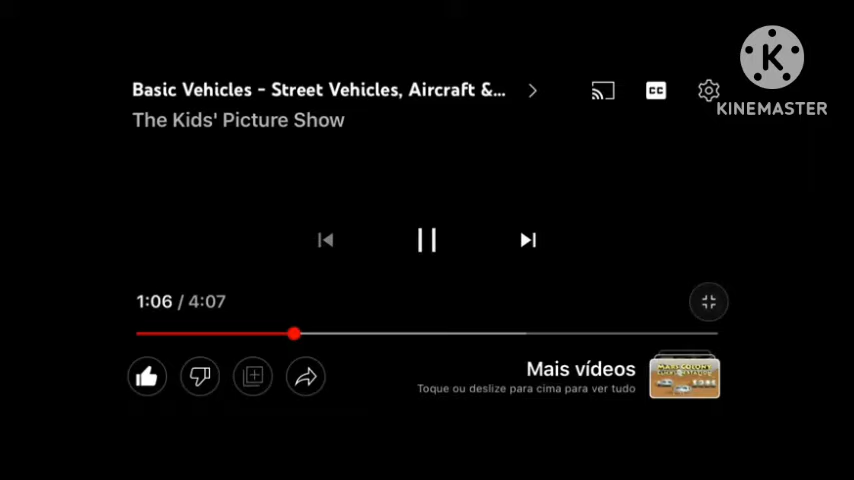 Basic Vehicles - Street Vehicles, Aircraft &...
CC
The Kids' Picture Show
K
KINEMASTER
1:06 / 4:07
Mais vídeos
Toque ou deslize para cima para ver tudo